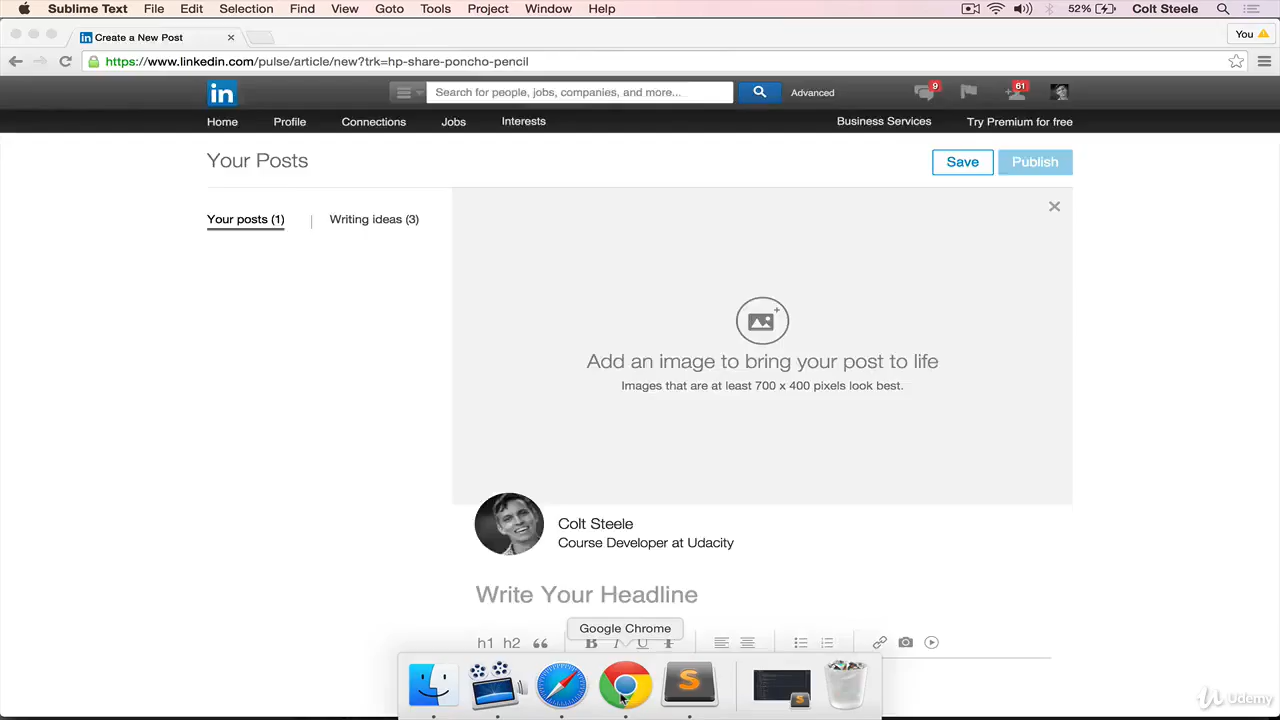 Sublime Text File Edit Selection Find View Goto Tools Project Window Help 52% Colt Steele
in Create a New Post × You
https://www.linkedin.com/pulse/article/new?trk=hp-share-poncho-pencil
in Search for people, jobs, companies, and more... Advanced 9 61
Home Profile Connections Jobs Interests Business Services Try Premium for free
Your Posts Save Publish
Your posts (1) | Writing ideas (3)
Add an image to bring your post to life
Images that are at least 700 x 400 pixels look best.
Colt Steele
Course Developer at Udacity
Write Your Headline
Google Chrome
h1 h2 “ B I U T
S
S
Udemy